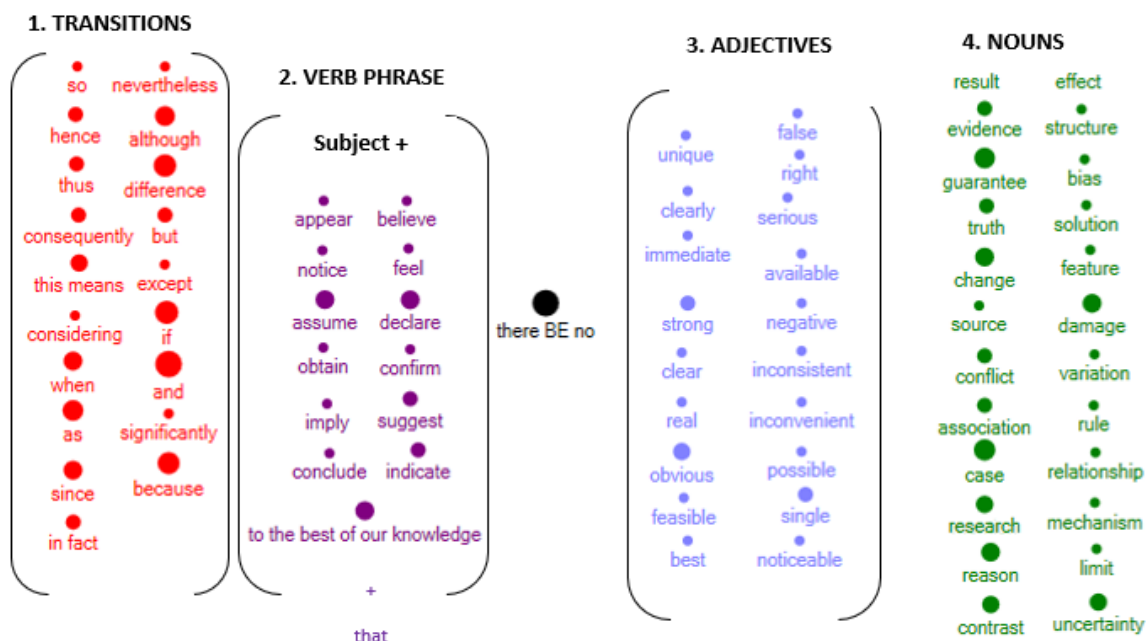 1. TRANSITIONS
so nevertheless
hence although
thus difference
consequently but
this means except
considering if
when and
as significantly
since because
in fact
2. VERB PHRASE
Subject +
appear believe
notice feel
assume declare
obtain confirm
imply suggest
conclude indicate
to the best of our knowledge
+
that
there BE no
3. ADJECTIVES
false
unique
right
clearly serious
immediate
available
strong negative
clear inconsistent
real inconvenient
obvious possible
feasible single
best noticeable
4. NOUNS
result effect
evidence structure
guarantee bias
truth solution
change feature
source damage
conflict variation
association rule
case relationship
research mechanism
reason limit
contrast uncertainty